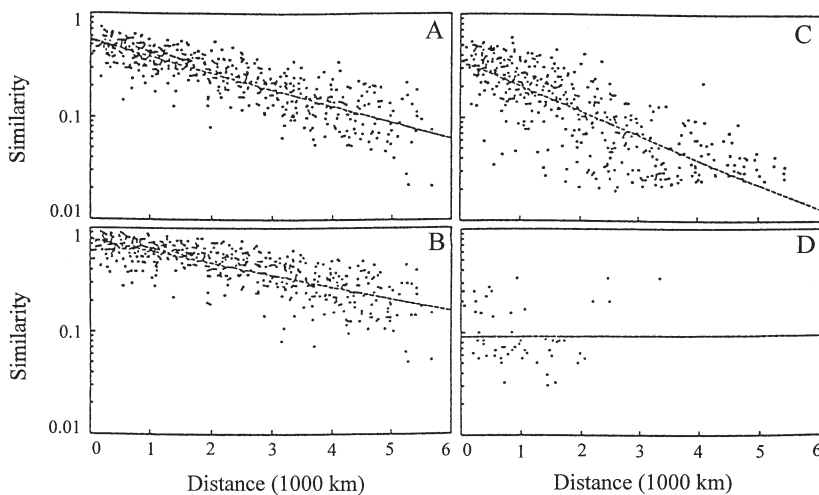 A
C
1
0.1
0.01
Similarity
B
D
1
0.1
0.01
Similarity
0 1 2 3 4 5 6
0 1 2 3 4 5 6
Distance (1000 km)
Distance (1000 km)